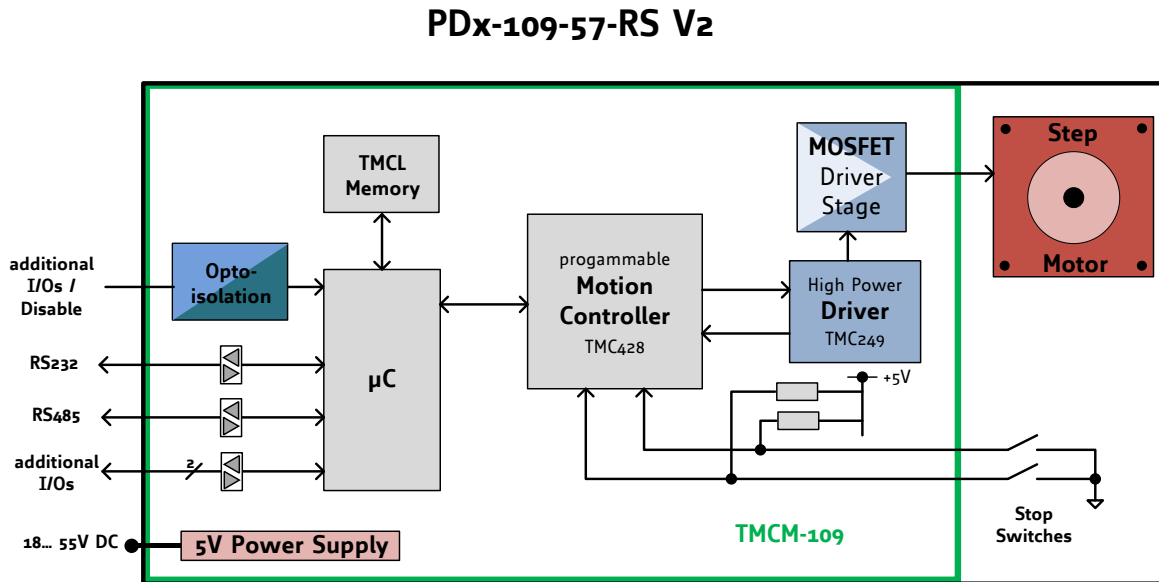 PDx-109-57-RS V2
MOSFET
Driver
Stage
Step
Motor
TMCL
Memory
additional
I/Os /
Disable
Opto-
isolation
progammable
Motion
Controller
TMC428
High Power
Driver
TMC249
RS232
µC
+5V
RS485
additional
I/Os
2
18... 55V DC
5V Power Supply
TMCM-109
Stop
Switches